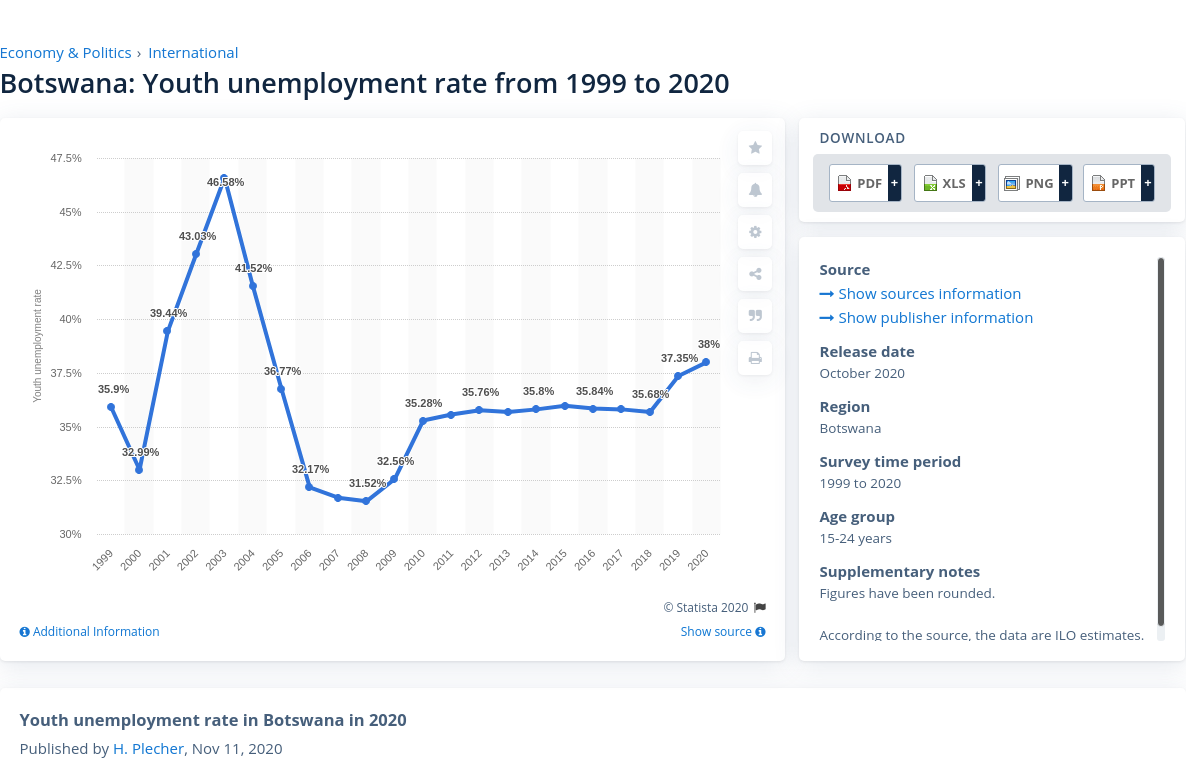 Economy & Politics › International
Botswana: Youth unemployment rate from 1999 to 2020
47.5%
45%
42.5%
40%
37.5%
35%
32.5%
30%
Youth unemployment rate
35.9%
32.99%
39.44%
43.03%
46.58%
41.52%
36.77%
32.17%
31.52%
32.56%
35.28%
35.76%
35.8%
35.84%
35.68%
37.35%
38%
1999
2000
2001
2002
2003
2004
2005
2006
2007
2008
2009
2010
2011
2012
2013
2014
2015
2016
2017
2018
2019
2020
© Statista 2020
Additional Information
Show source
DOWNLOAD
PDF +
XLS +
PNG +
PPT +
Source
Show sources information
Show publisher information
Release date
October 2020
Region
Botswana
Survey time period
1999 to 2020
Age group
15-24 years
Supplementary notes
Figures have been rounded.
According to the source, the data are ILO estimates.
Youth unemployment rate in Botswana in 2020
Published by H. Plecher, Nov 11, 2020